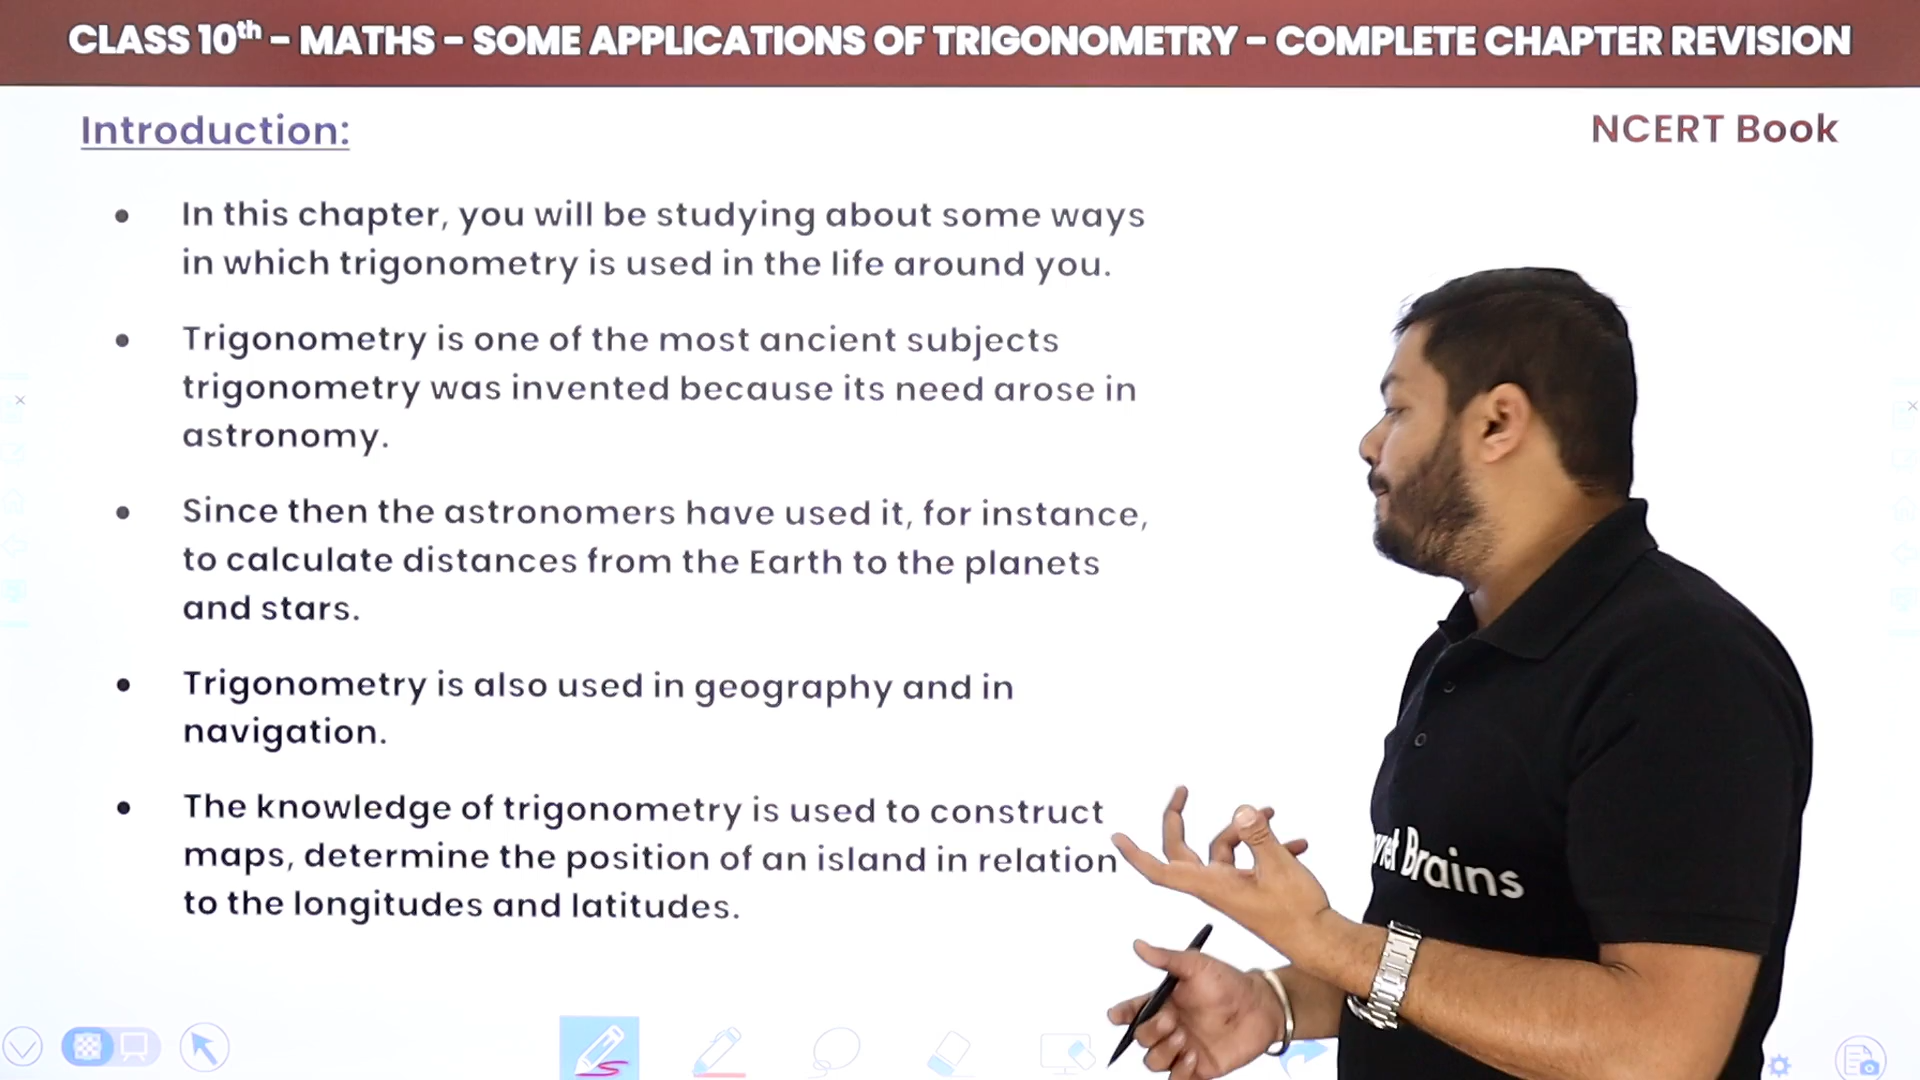 CLASS 10th - MATHS - SOME APPLICATIONS OF TRIGONOMETRY - COMPLETE CHAPTER REVISION
Introduction:
NCERT Book
• In this chapter, you will be studying about some ways
in which trigonometry is used in the life around you.
• Trigonometry is one of the most ancient subjects
trigonometry was invented because its need arose in
astronomy.
• Since then the astronomers have used it, for instance,
to calculate distances from the Earth to the planets
and stars.
• Trigonometry is also used in geography and in
navigation.
• The knowledge of trigonometry is used to construct
maps, determine the position of an island in relation
to the longitudes and latitudes.
Brains